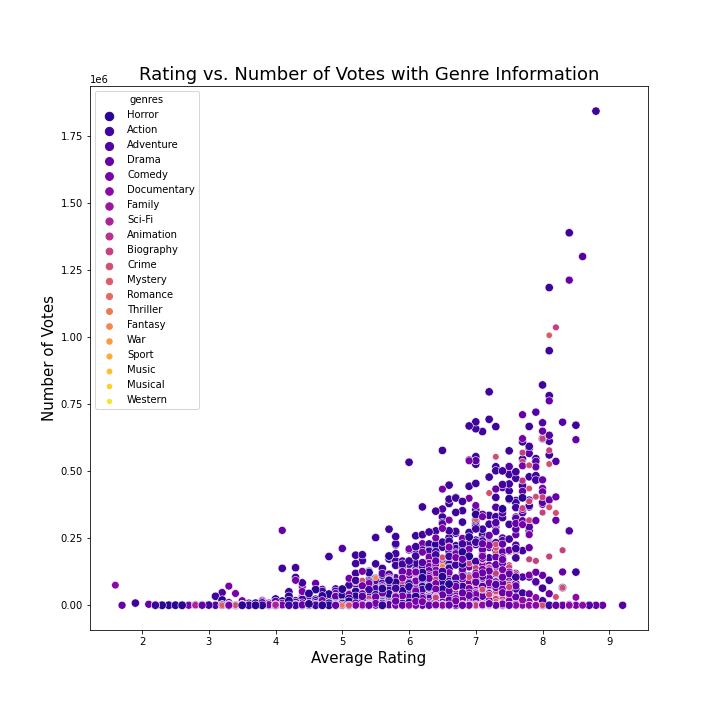 Rating vs. Number of Votes with Genre Information
1e6
genres
Horror
Action
Adventure
Drama
Comedy
Documentary
Family
Sci-Fi
Animation
Biography
Crime
Mystery
Romance
Thriller
Fantasy
War
Sport
Music
Musical
Western
1.75
1.50
1.25
1.00
0.75
0.50
0.25
0.00
Number of Votes
2 3 4 5 6 7 8 9
Average Rating